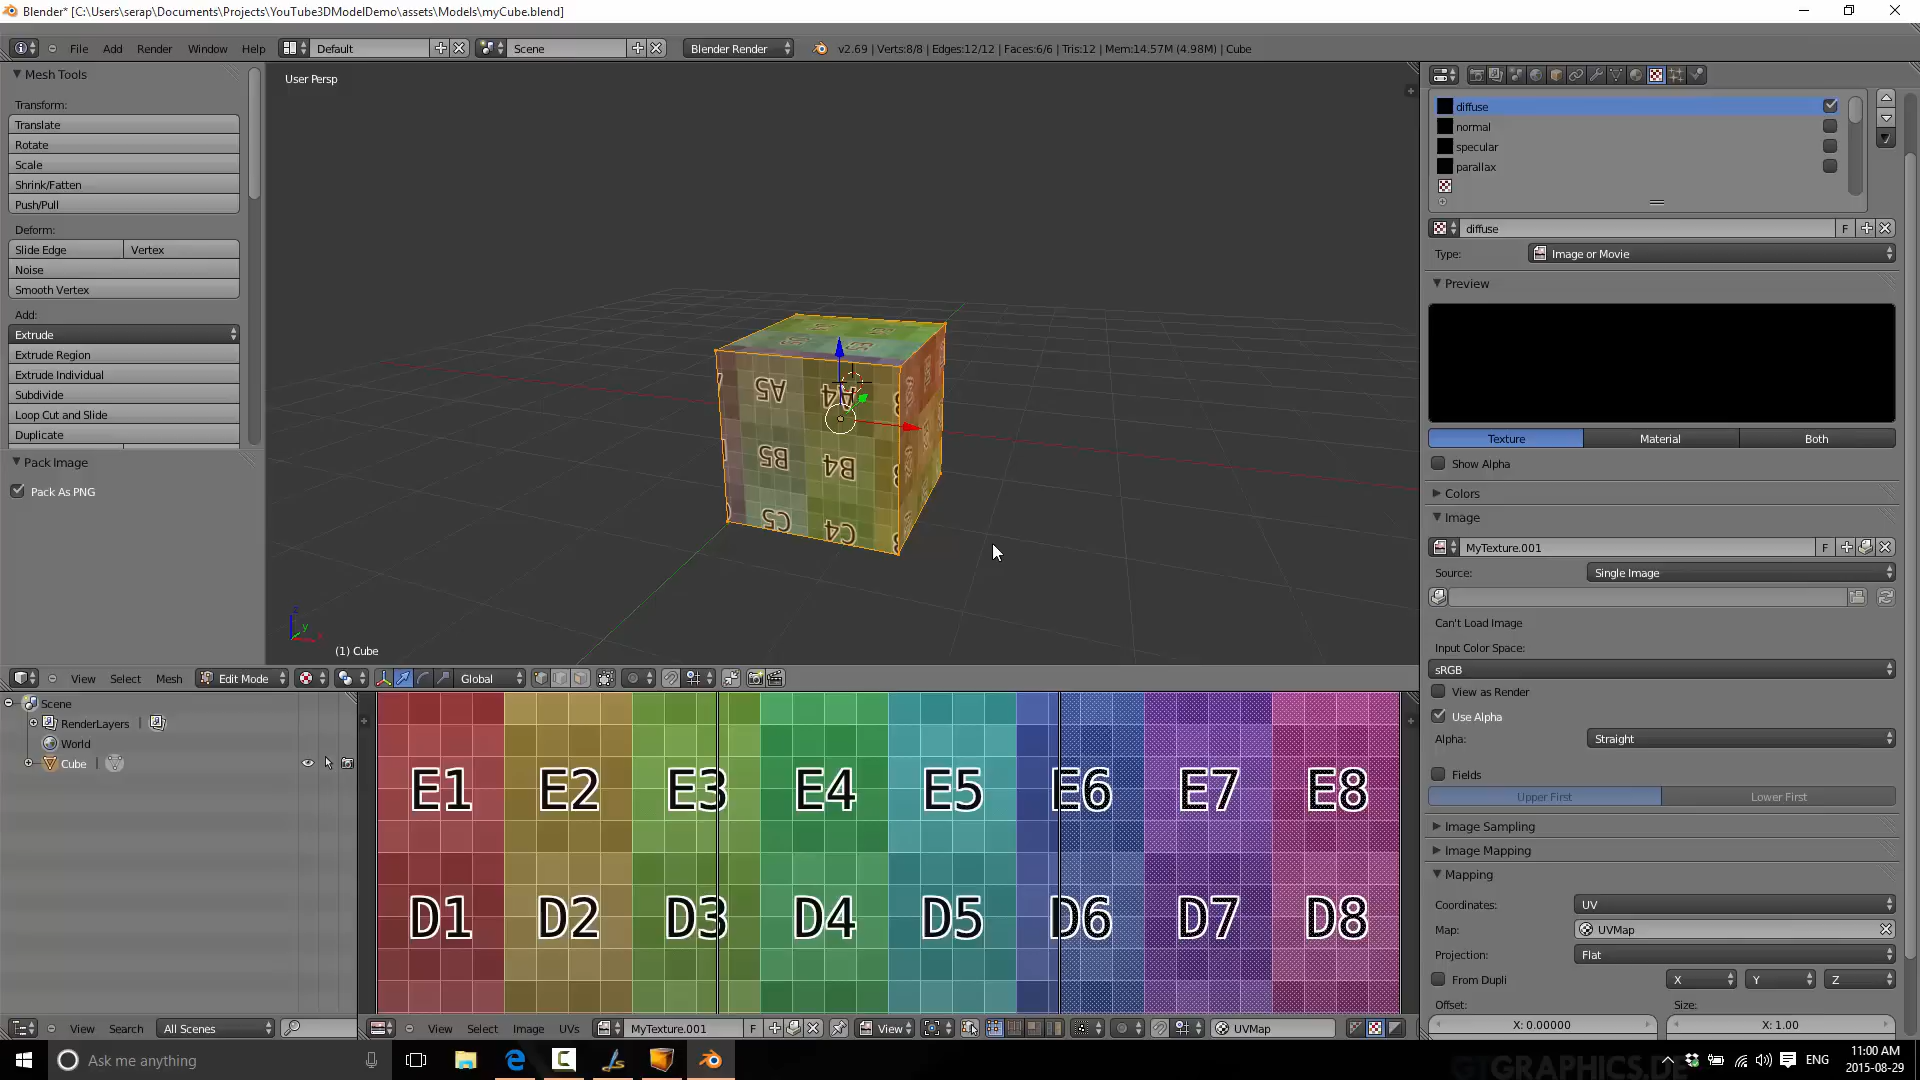 Blender* [C:\Users\serap\Documents\Projects\YouTube3DModelDemo\assets\Models\myCube.blend]
File Add Render Window Help Default Scene Blender Render v2.69 | Verts:8/8 | Edges:12/12 | Faces:6/6 | Tris:12 | Mem:14.57M (4.98M) | Cube
Mesh Tools
Transform:
Translate
Rotate
Scale
Shrink/Fatten
Push/Pull
Deform:
Slide Edge Vertex
Noise
Smooth Vertex
Add:
Extrude
Extrude Region
Extrude Individual
Subdivide
Loop Cut and Slide
Duplicate
Pack Image
Pack As PNG
User Persp
A5 A4
B5 B4
C5 C4
z
y
x
(1) Cube
View Select Mesh Edit Mode Global
Scene
RenderLayers |
World
Cube |
View Search All Scenes
E1 E2 E3 E4 E5 E6 E7 E8
D1 D2 D3 D4 D5 D6 D7 D8
View Select Image UVs MyTexture.001 F View UVMap
diffuse
normal
specular
parallax
diffuse F
Type: Image or Movie
Preview
Texture Material Both
Show Alpha
Colors
Image
MyTexture.001 F
Source: Single Image
Can't Load Image
Input Color Space:
sRGB
View as Render
Use Alpha
Alpha: Straight
Fields
Upper First Lower First
Image Sampling
Image Mapping
Mapping
Coordinates: UV
Map: UVMap
Projection: Flat
From Dupli X Y Z
Offset: Size:
X: 0.00000 X: 1.00
Ask me anything
GTGRAPHICS.DE
ENG
11:00 AM
2015-08-29